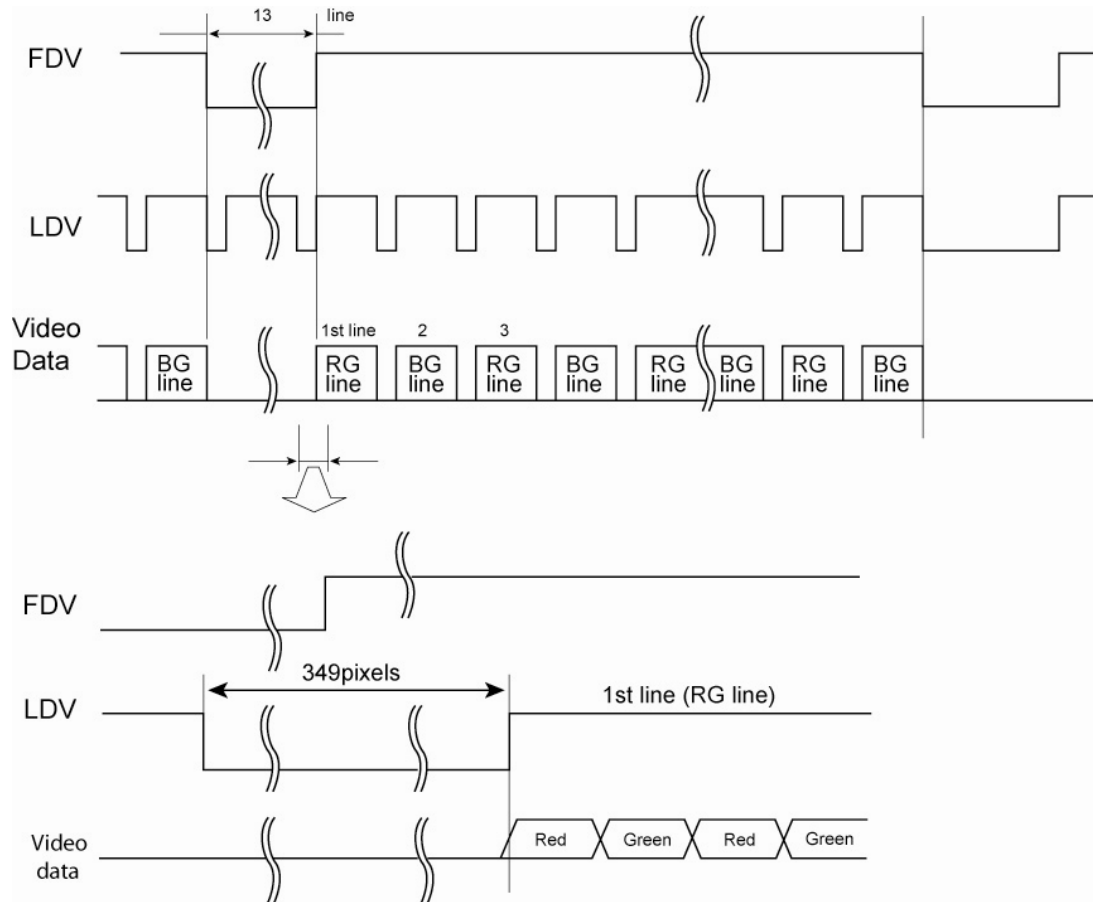 13 line
FDV
LDV
Video
Data
1st line 2 3
BG
line
RG
line
BG
line
RG
line
BG
line
RG
line
BG
line
RG
line
BG
line
FDV
349pixels
LDV
1st line (RG line)
Video
data
Red Green Red Green